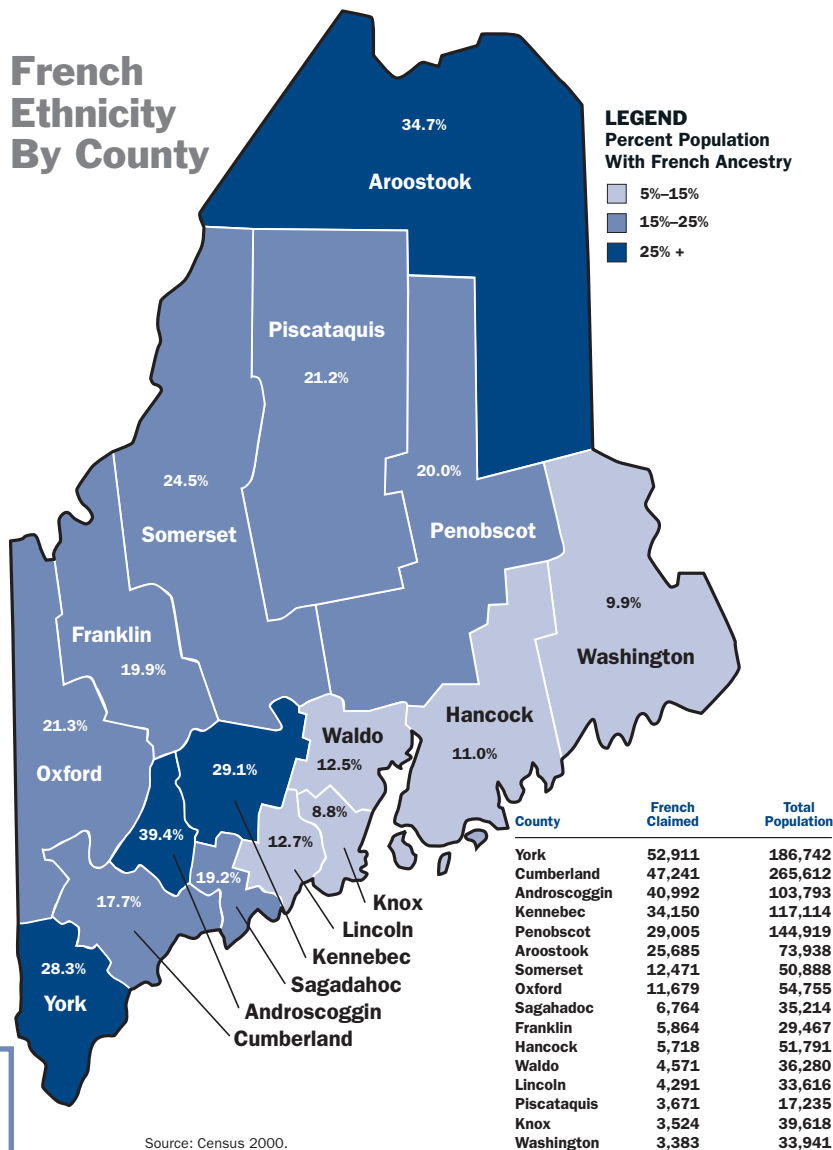 French
Ethnicity
By County
LEGEND
Percent Population
With French Ancestry
5%–15%
15%–25%
25% +
34.7%
Aroostook
Piscataquis
21.2%
24.5%
Somerset
20.0%
Penobscot
9.9%
Washington
Franklin
19.9%
21.3%
Oxford
Hancock
11.0%
Waldo
12.5%
29.1%
8.8%
39.4%
12.7%
19.2%
17.7%
28.3%
York
Knox
Lincoln
Kennebec
Sagadahoc
Androscoggin
Cumberland
County French Claimed Total Population
York 52,911 186,742
Cumberland 47,241 265,612
Androscoggin 40,992 103,793
Kennebec 34,150 117,114
Penobscot 29,005 144,919
Aroostook 25,685 73,938
Somerset 12,471 50,888
Oxford 11,679 54,755
Sagahadoc 6,764 35,214
Franklin 5,864 29,467
Hancock 5,718 51,791
Waldo 4,571 36,280
Lincoln 4,291 33,616
Piscataquis 3,671 17,235
Knox 3,524 39,618
Washington 3,383 33,941
Source: Census 2000.